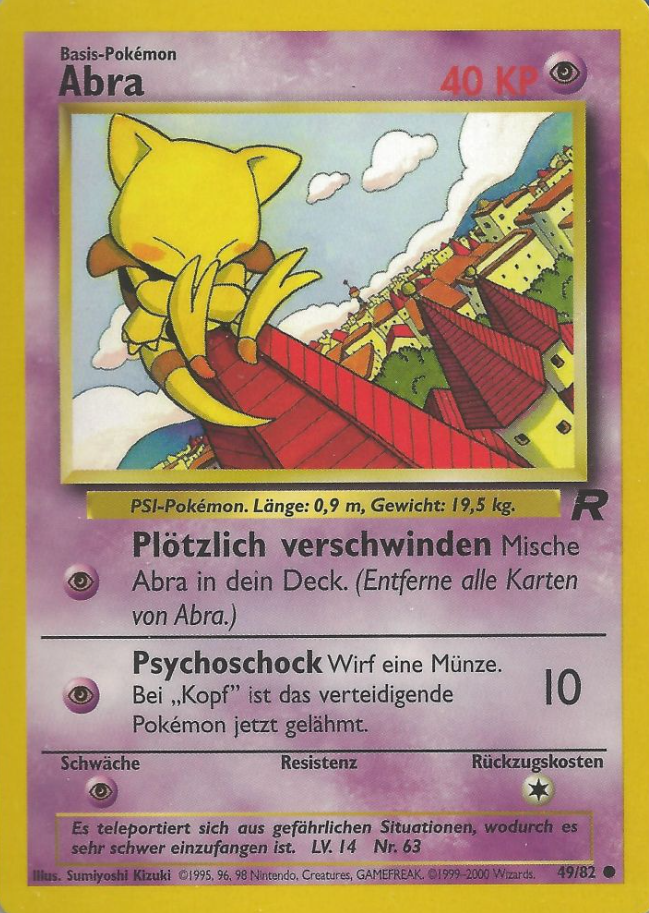 Basis-Pokémon
Abra
40 KP
PSI-Pokémon. Länge: 0,9 m, Gewicht: 19,5 kg.
R
Plötzlich verschwinden Mische
Abra in dein Deck. (Entferne alle Karten
von Abra.)
Psychoschock Wirf eine Münze.
Bei „Kopf” ist das verteidigende
Pokémon jetzt gelähmt.
10
Schwäche Resistenz Rückzugskosten
Es teleportiert sich aus gefährlichen Situationen, wodurch es
sehr schwer einzufangen ist. LV. 14 Nr. 63
Illus. Sumiyoshi Kizuki ©1995, 96, 98 Nintendo, Creatures, GAMEFREAK. ©1999-2000 Wizards. 49/82